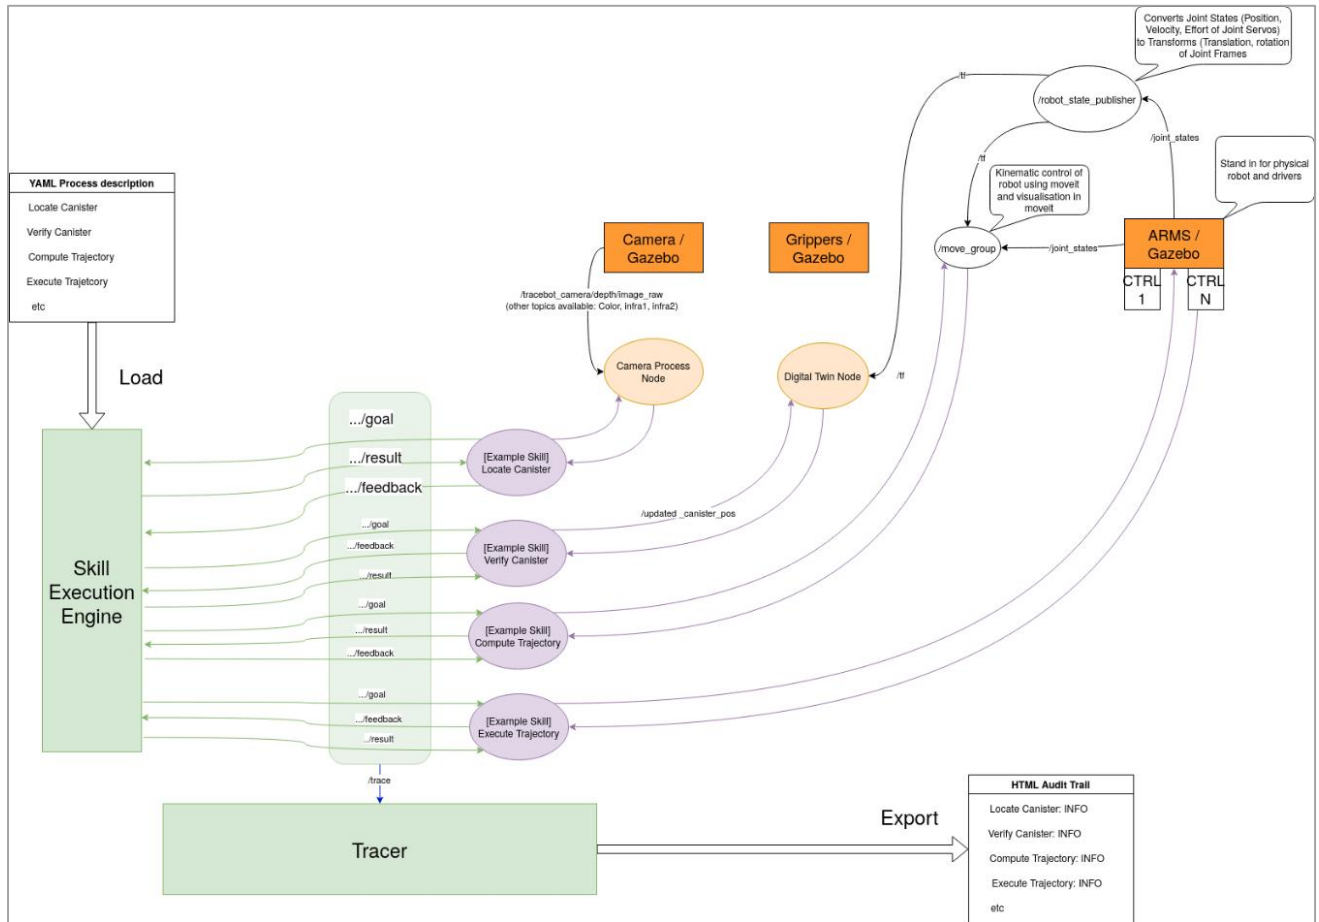 Converts Joint States (Position,
Velocity, Effort of Joint Servos)
to Transforms (Translation, rotation
of Joint Frames
/tf
/robot_state_publisher
/joint_states
/tf
Stand in for physical
robot and drivers
Kinematic control of
robot using moveit
and visualisation in
moveit
YAML Process description
Locate Canister
Verify Canister
Compute Trajectory
Execute Trajetcory
etc
Camera /
Gazebo
Grippers /
Gazebo
/move_group
/joint_states
ARMS /
Gazebo
CTRL
1
CTRL
N
/tracebot_camera/depth/image_raw
(other topics available: Color, infra1, infra2)
Load
Camera Process
Node
Digital Twin Node
/tf
.../goal
.../result
.../feedback
[Example Skill]
Locate Canister
/updated _canister_pos
.../goal
.../feedback
.../result
[Example Skill]
Verify Canister
Skill
Execution
Engine
.../goal
.../result
.../feedback
[Example Skill]
Compute Trajectory
.../goal
.../feedback
.../result
[Example Skill]
Execute Trajectory
/trace
Tracer
Export
HTML Audit Trail
Locate Canister: INFO
Verify Canister: INFO
Compute Trajectory: INFO
Execute Trajectory: INFO
etc